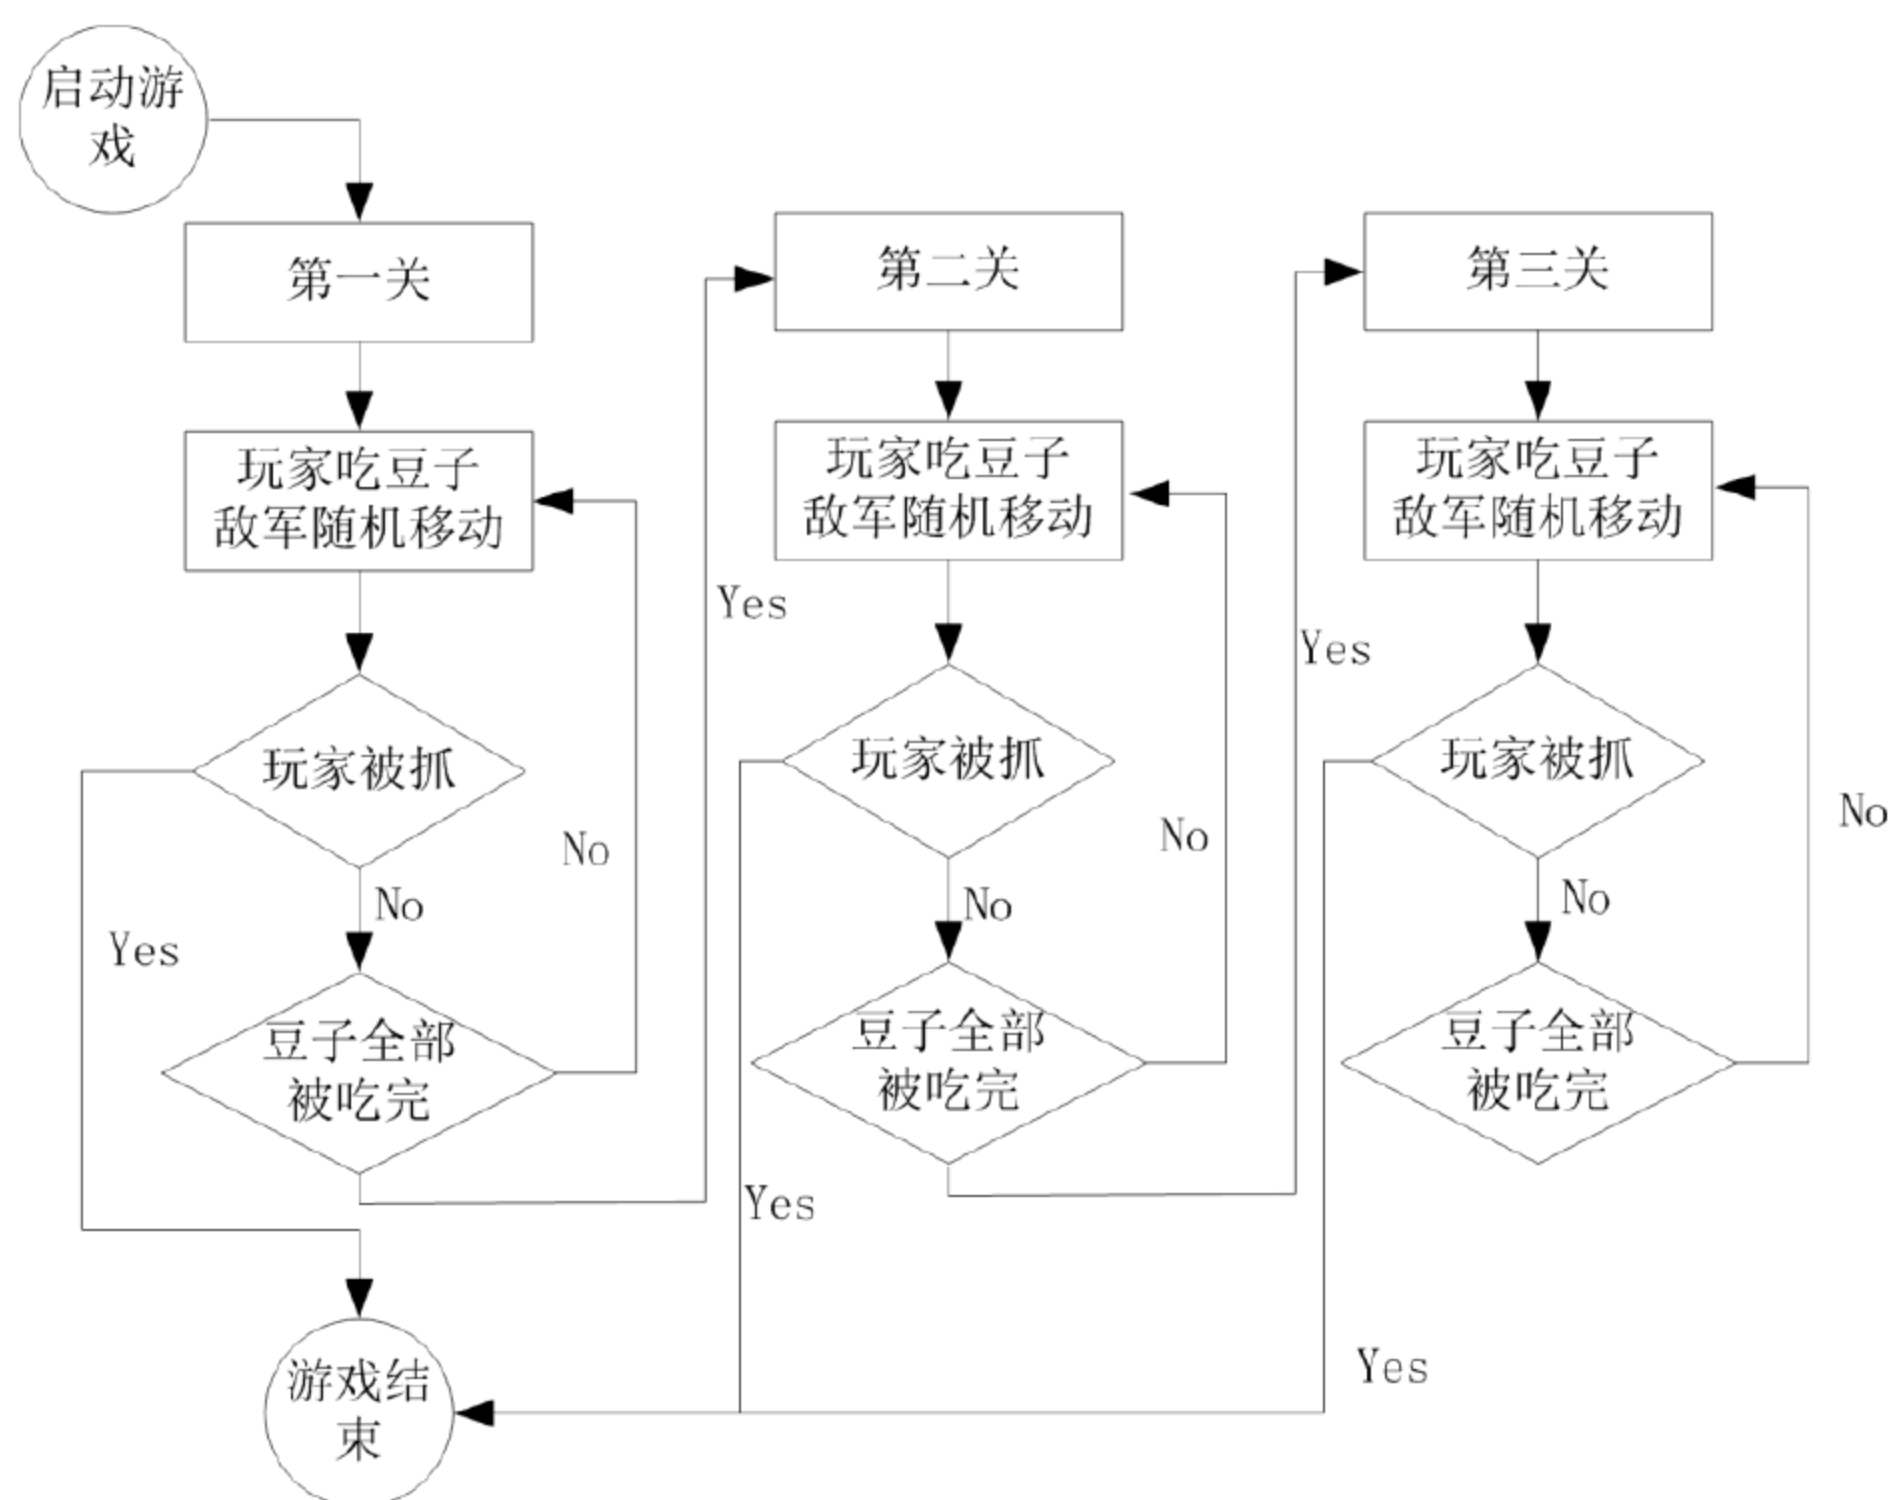 启动游
戏
第一关
玩家吃豆子
敌军随机移动
玩家被抓
No
No
Yes
豆子全部
被吃完
游戏结
束
第二关
玩家吃豆子
敌军随机移动
Yes
玩家被抓
No
No
豆子全部
被吃完
Yes
第三关
玩家吃豆子
敌军随机移动
Yes
玩家被抓
No
No
豆子全部
被吃完
Yes